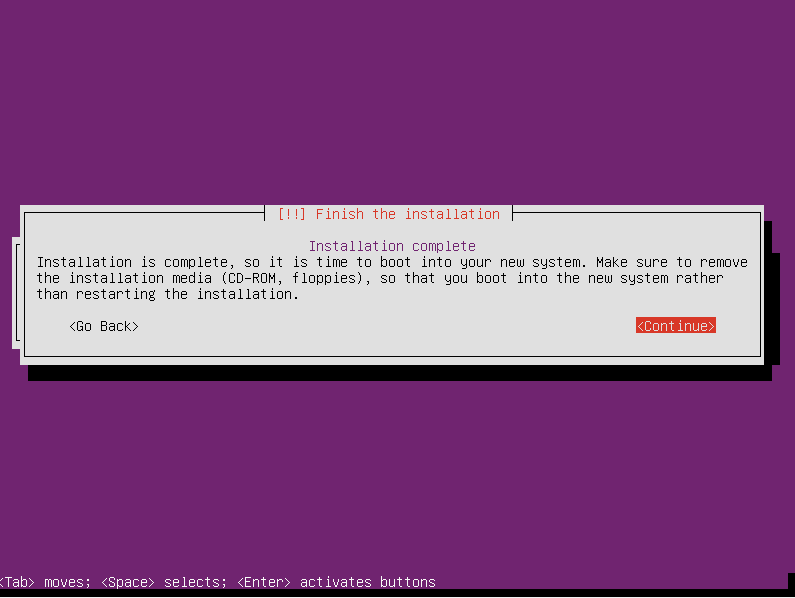 [!!] Finish the installation
Installation complete
Installation is complete, so it is time to boot into your new system. Make sure to remove
the installation media (CD-ROM, floppies), so that you boot into the new system rather
than restarting the installation.
<Go Back> <Continue>
<Tab> moves; <Space> selects; <Enter> activates buttons